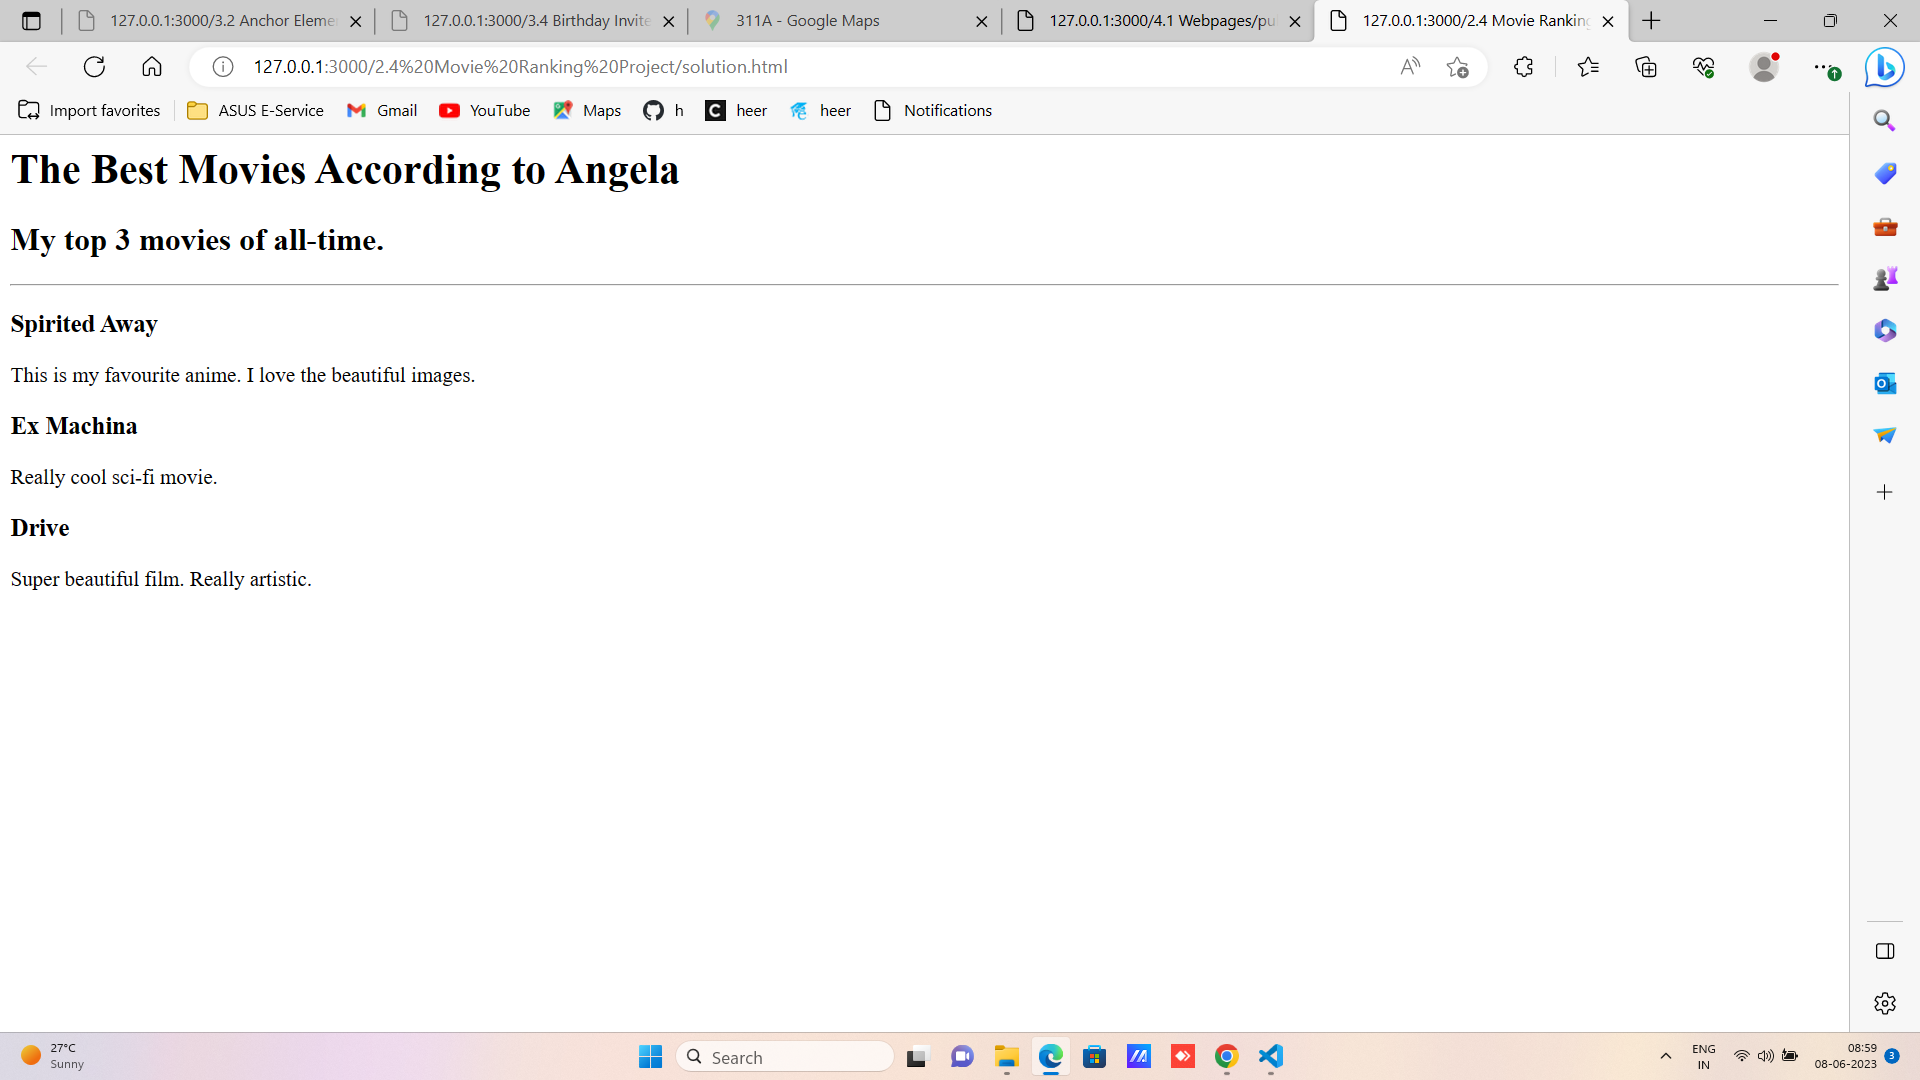 127.0.0.1:3000/3.2 Anchor Eleme
127.0.0.1:3000/3.4 Birthday Invite
311A - Google Maps
127.0.0.1:3000/4.1 Webpages/pu
127.0.0.1:3000/2.4 Movie Ranking
127.0.0.1:3000/2.4%20Movie%20Ranking%20Project/solution.html
Import favorites
ASUS E-Service
Gmail
YouTube
Maps
h
heer
heer
Notifications
The Best Movies According to Angela
My top 3 movies of all-time.
Spirited Away
This is my favourite anime. I love the beautiful images.
Ex Machina
Really cool sci-fi movie.
Drive
Super beautiful film. Really artistic.
27°C
Sunny
Search
ENG
IN
08:59
08-06-2023
3